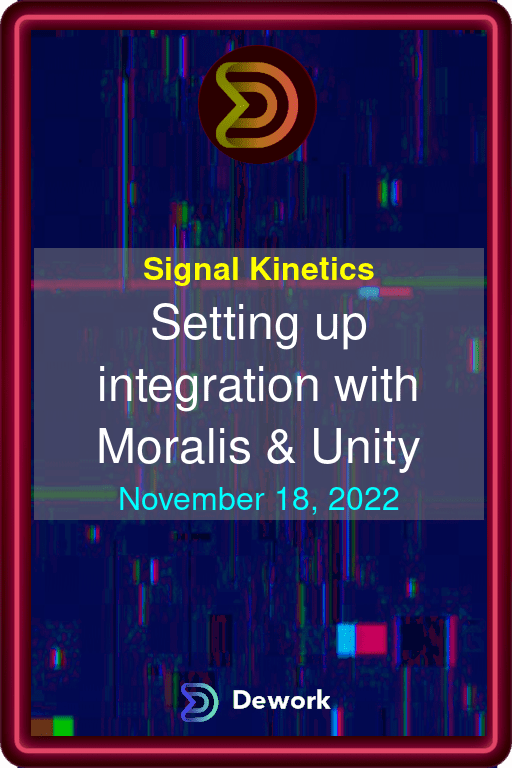 Signal Kinetics
Setting up
integration with
Moralis & Unity
November 18, 2022
Dework